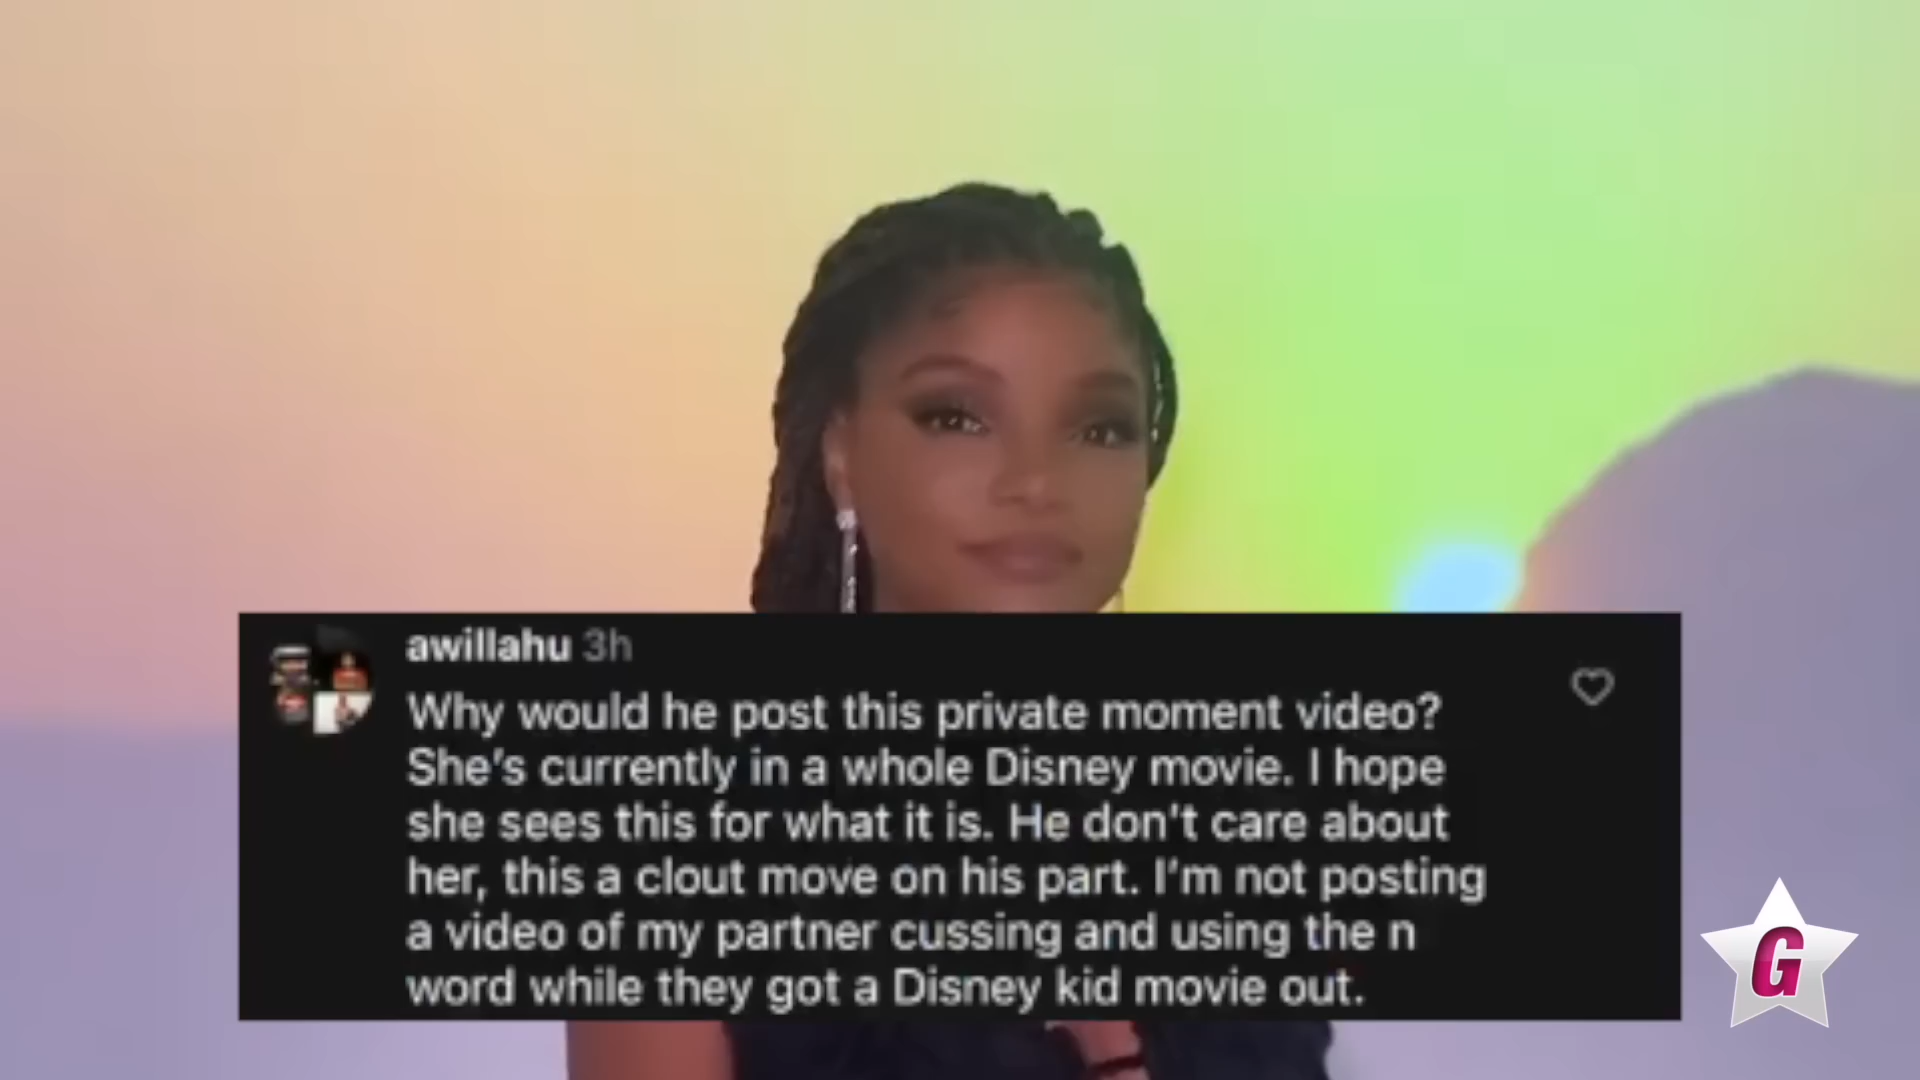 awillahu 3h
Why would he post this private moment video?
She's currently in a whole Disney movie. I hope
she sees this for what it is. He don't care about
her, this a clout move on his part. I'm not posting
a video of my partner cussing and using the n
word while they got a Disney kid movie out.
G